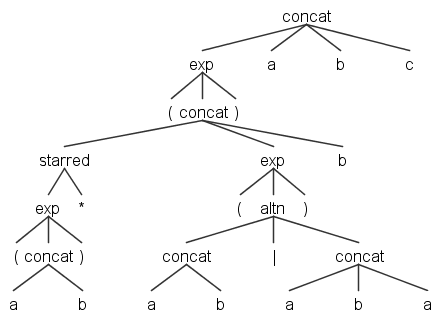 concat
exp a b c
( concat )
starred exp b
exp * ( altn )
( concat ) concat | concat
a b a b a b a